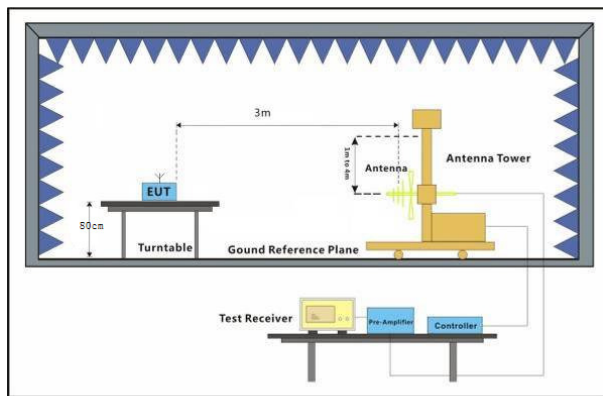 3m
1m to 4m
Antenna
Antenna Tower
EUT
80cm
Turntable
Gound Reference Plane
Test Receiver
Pre-Amplifier
Controller